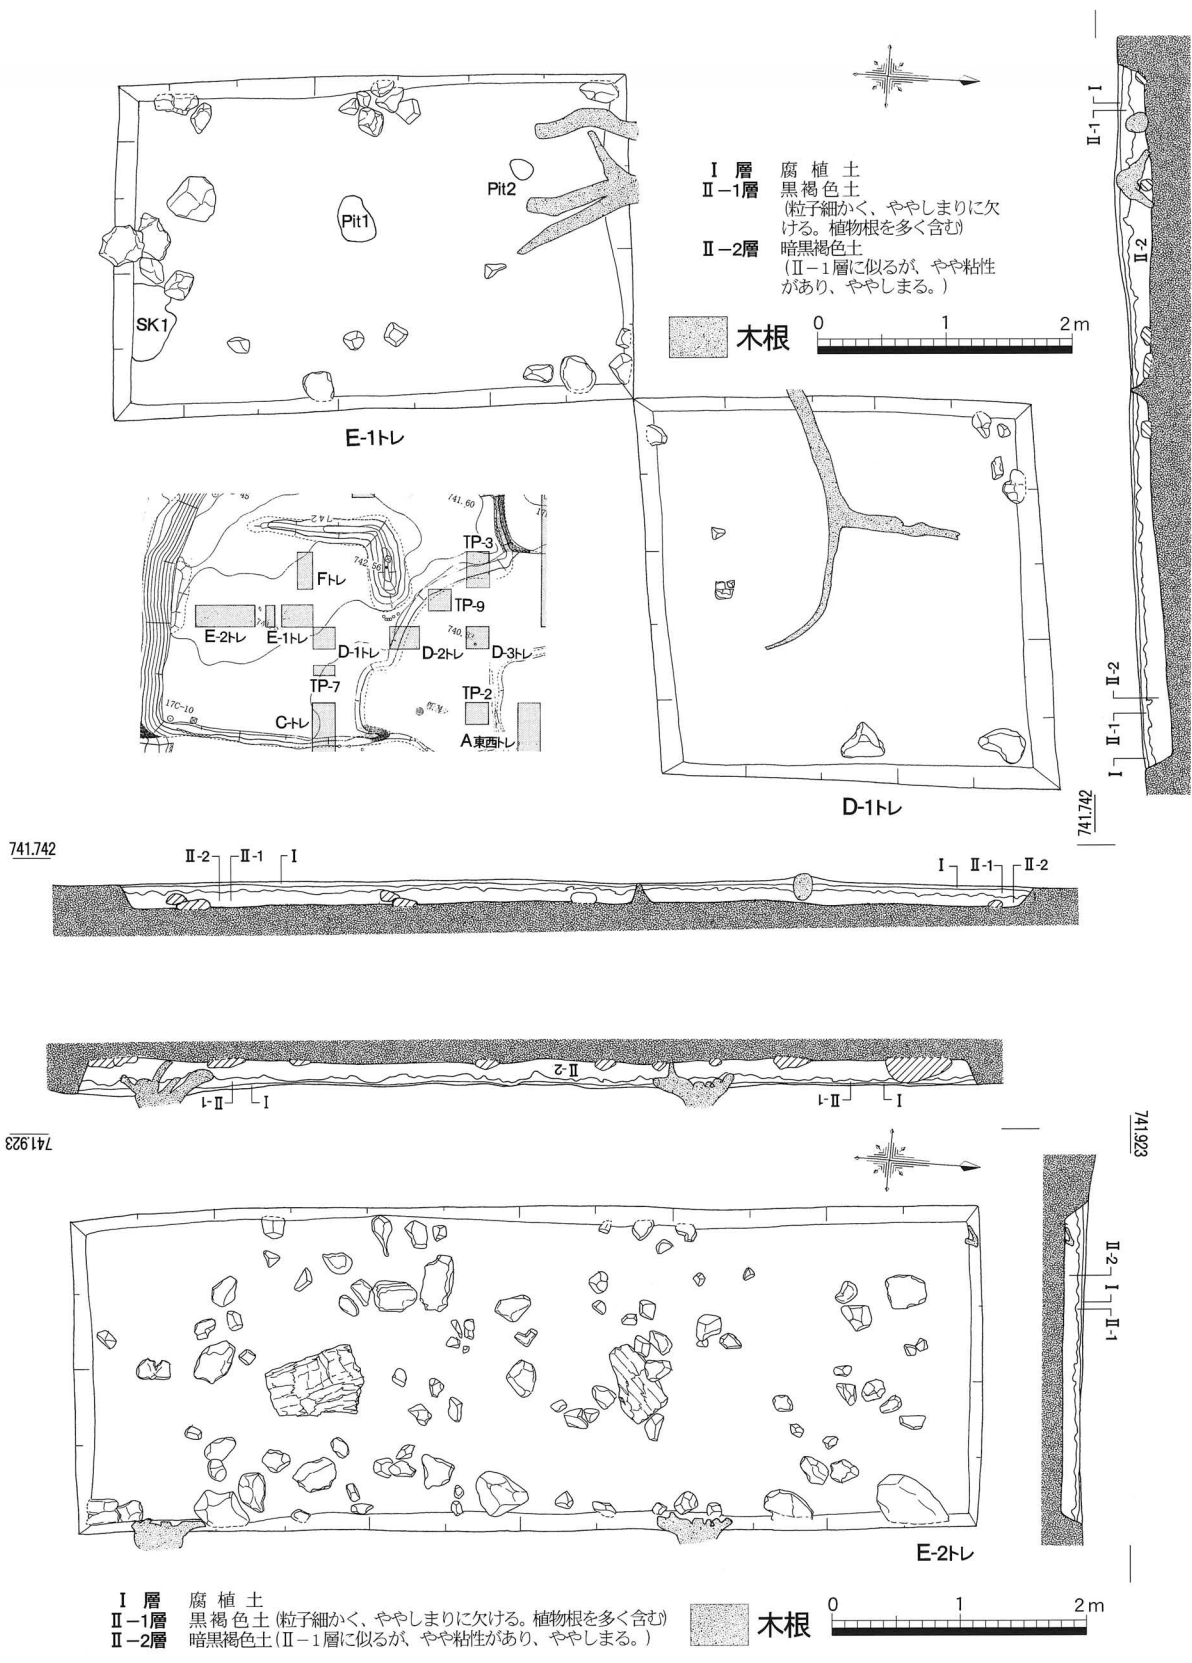 Pit2
Pit1
SK1
E-1トレ
Ⅰ 層 腐 植 土
Ⅱ−1層 黒褐色土
(粒子細かく、ややしまりに欠
ける。植物根を多く含む)
Ⅱ−2層 暗黒褐色土
(Ⅱ−1層に似るが、やや粘性
があり、ややしまる。)
木根
0 1 2m
Ⅰ
Ⅱ-1
Ⅱ-2
Ⅱ-2
Ⅱ-1
Ⅰ
741.742
D-1トレ
742
741.60
742.56
TP-3
Fトレ
TP-9
E-2トレ
E-1トレ
D-1トレ
D-2トレ
D-3トレ
TP-7
TP-2
17C-10
C-トレ
A東西トレ
741.742
Ⅱ-2 Ⅱ-1 Ⅰ
Ⅰ Ⅱ-1 Ⅱ-2
Ⅱ-2
Ⅱ-1 Ⅰ
Ⅱ-1 Ⅰ
741.923
741.923
Ⅱ-2
Ⅰ
Ⅱ-1
E-2トレ
Ⅰ 層 腐 植 土
Ⅱ−1層 黒褐色土(粒子細かく、ややしまりに欠ける。植物根を多く含む)
Ⅱ−2層 暗黒褐色土(Ⅱ−1層に似るが、やや粘性があり、ややしまる。)
木根
0 1 2m